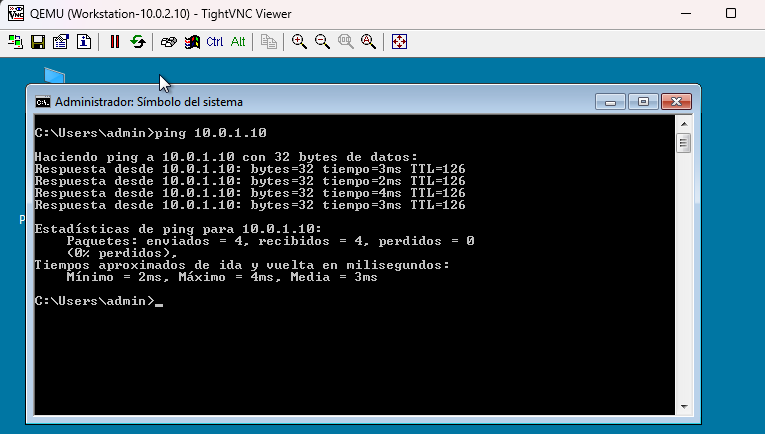 QEMU (Workstation-10.0.2.10) - TightVNC Viewer
Ctrl Alt
Administrador: Símbolo del sistema
C:\Users\admin>ping 10.0.1.10
Haciendo ping a 10.0.1.10 con 32 bytes de datos:
Respuesta desde 10.0.1.10: bytes=32 tiempo=3ms TTL=126
Respuesta desde 10.0.1.10: bytes=32 tiempo=2ms TTL=126
Respuesta desde 10.0.1.10: bytes=32 tiempo=4ms TTL=126
Respuesta desde 10.0.1.10: bytes=32 tiempo=3ms TTL=126
Estadísticas de ping para 10.0.1.10:
Paquetes: enviados = 4, recibidos = 4, perdidos = 0
(0% perdidos),
Tiempos aproximados de ida y vuelta en milisegundos:
Mínimo = 2ms, Máximo = 4ms, Media = 3ms
C:\Users\admin>_